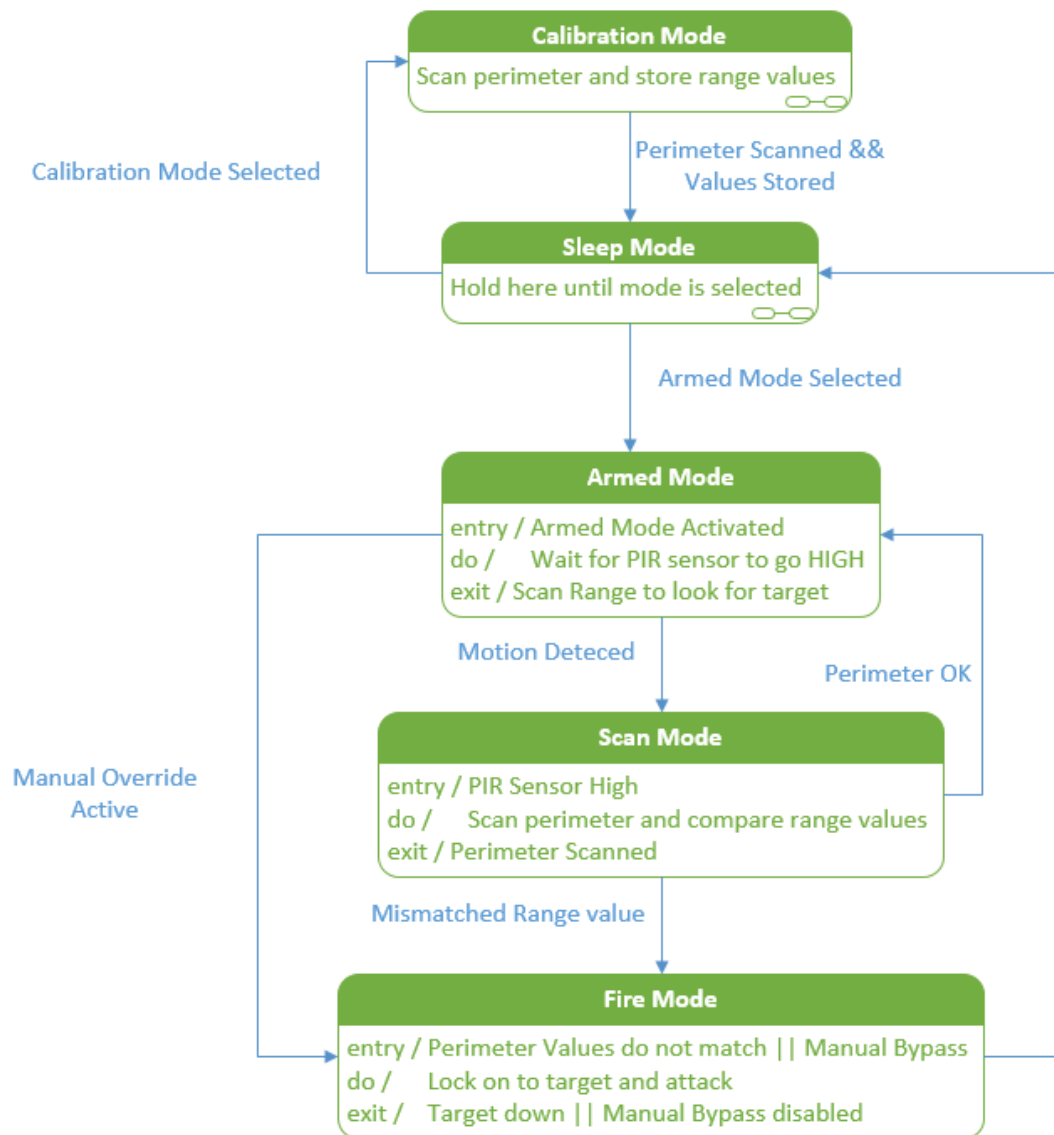 Calibration Mode
Scan perimeter and store range values
Calibration Mode Selected
Perimeter Scanned &&
Values Stored
Sleep Mode
Hold here until mode is selected
Armed Mode Selected
Armed Mode
entry / Armed Mode Activated
do / Wait for PIR sensor to go HIGH
exit / Scan Range to look for target
Motion Deteced
Perimeter OK
Scan Mode
entry / PIR Sensor High
do / Scan perimeter and compare range values
exit / Perimeter Scanned
Manual Override
Active
Mismatched Range value
Fire Mode
entry / Perimeter Values do not match || Manual Bypass
do / Lock on to target and attack
exit / Target down || Manual Bypass disabled